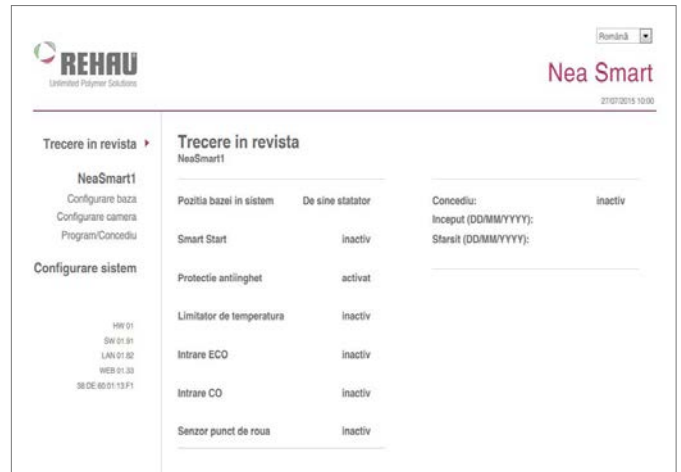 Română
REHAU
Unlimited Polymer Solutions
Nea Smart
27/07/2015 10:00
Trecere in revista
NeaSmart1
Configurare baza
Configurare camera
Program/Concediu
Configurare sistem
HW 01
SW 01.91
LAN 01.82
WEB 01.33
Trecere in revista
NeaSmart1
Pozitia bazei in sistem De sine statator
Smart Start inactiv
Protectie antiinghet activat
Limitator de temperatura inactiv
Intrare ECO inactiv
Intrare CO inactiv
Senzor punct de roua inactiv
Concediu: inactiv
Inceput (DD/MM/YYYY):
Sfarsit (DD/MM/YYYY):